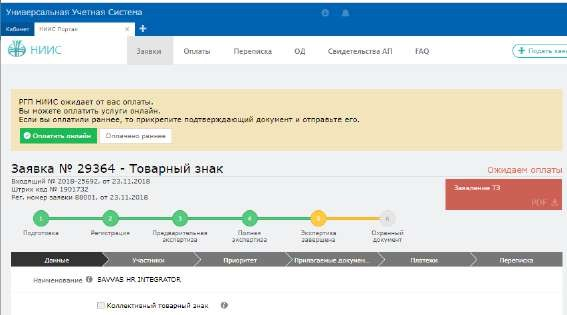 Универсальная Учетная Система
Кабинет НИИС Портал × +
НИИС Заявки Оплаты Переписка ОД Свидетельства АП FAQ + Подать
РГП НИИС ожидает от вас оплаты.
Вы можете оплатить услуги онлайн.
Если вы оплатили раннее, то прикрепите подтверждающий документ и отправьте его.
Оплатить онлайн Оплачено раннее
Заявка № 29364 - Товарный знак Ожидаем оплаты
Входящий № 2018-25692, от 23.11.2018
Штрих код № 1901732
Рег. номер заявки 88001, от 23.11.2018
Заявление ТЗ
PDF
1 2 3 4 5 6
Подготовка Регистрация Предварительная экспертиза Полная экспертиза Экспертиза завершена Охранный документ
Данные Участники Приоритет Прилагаемые докумен... Платежи Переписка
Наименование SAVVAS HR INTEGRATOR
Коллективный товарный знак